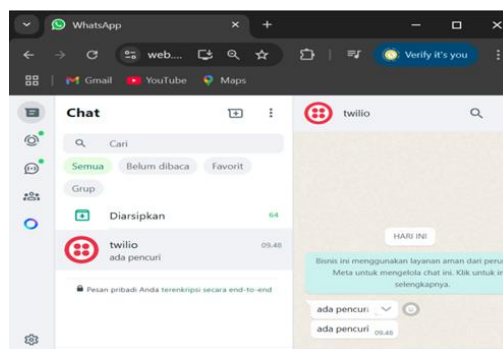 WhatsApp
web....
Verify it's you
Gmail
YouTube
Maps
Chat
Cari
Semua
Belum dibaca
Favorit
Grup
Diarsipkan
64
twilio
09.48
ada pencuri
Pesan pribadi Anda terenkripsi secara end-to-end
twilio
HARI INI
Bisnis ini menggunakan layanan aman dari peru
Meta untuk mengelola chat ini. Klik untuk in
selengkapnya.
ada pencuri
ada pencuri 09.48